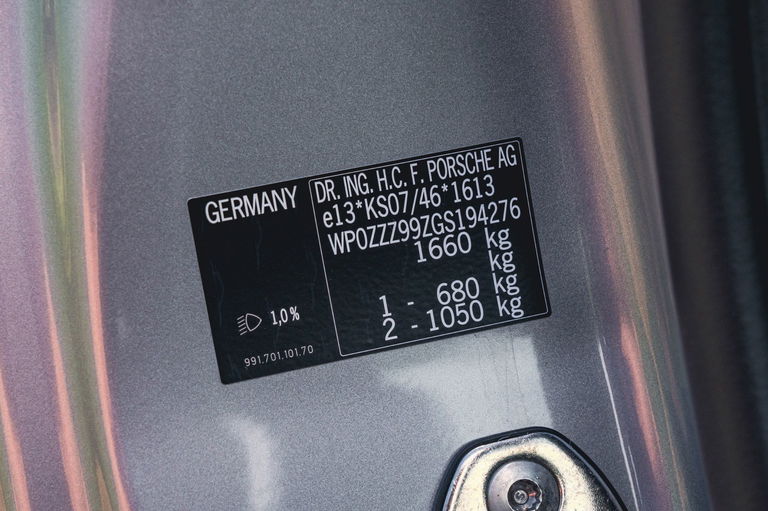 GERMANY
DR. ING. H.C. F. PORSCHE AG
e13*KS07/46*1613
WP0ZZZ99ZGS194276
1660 kg
kg
1 - 680 kg
2 - 1050 kg
1,0%
991.701.101.70